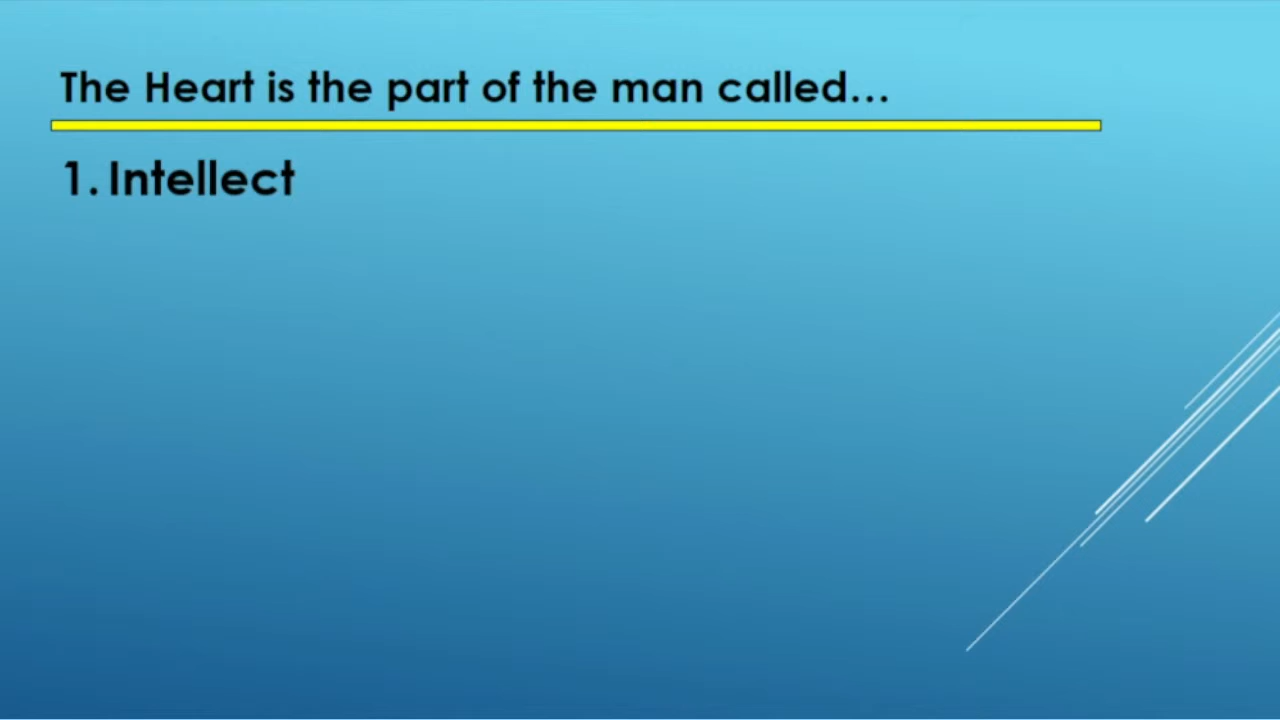 The Heart is the part of the man called...
1. Intellect